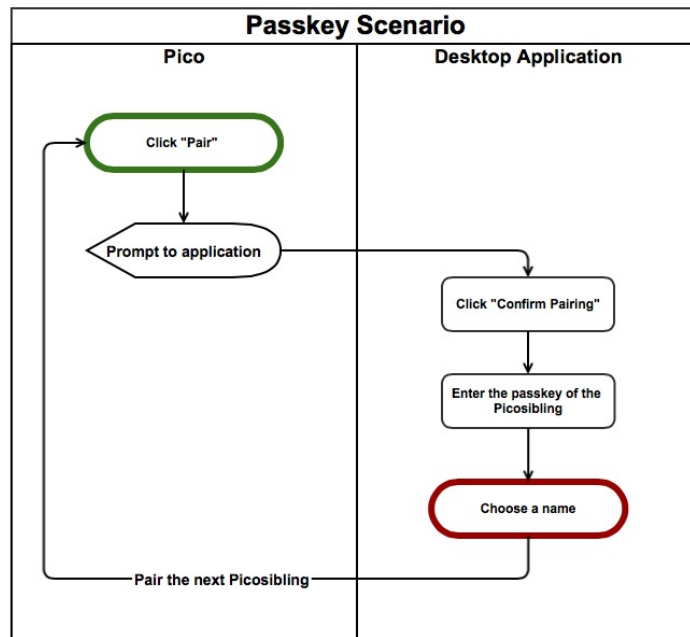 Passkey Scenario
Pico
Desktop Application
Click "Pair"
Prompt to application
Click "Confirm Pairing"
Enter the passkey of the
Picosibling
Choose a name
Pair the next Picosibling